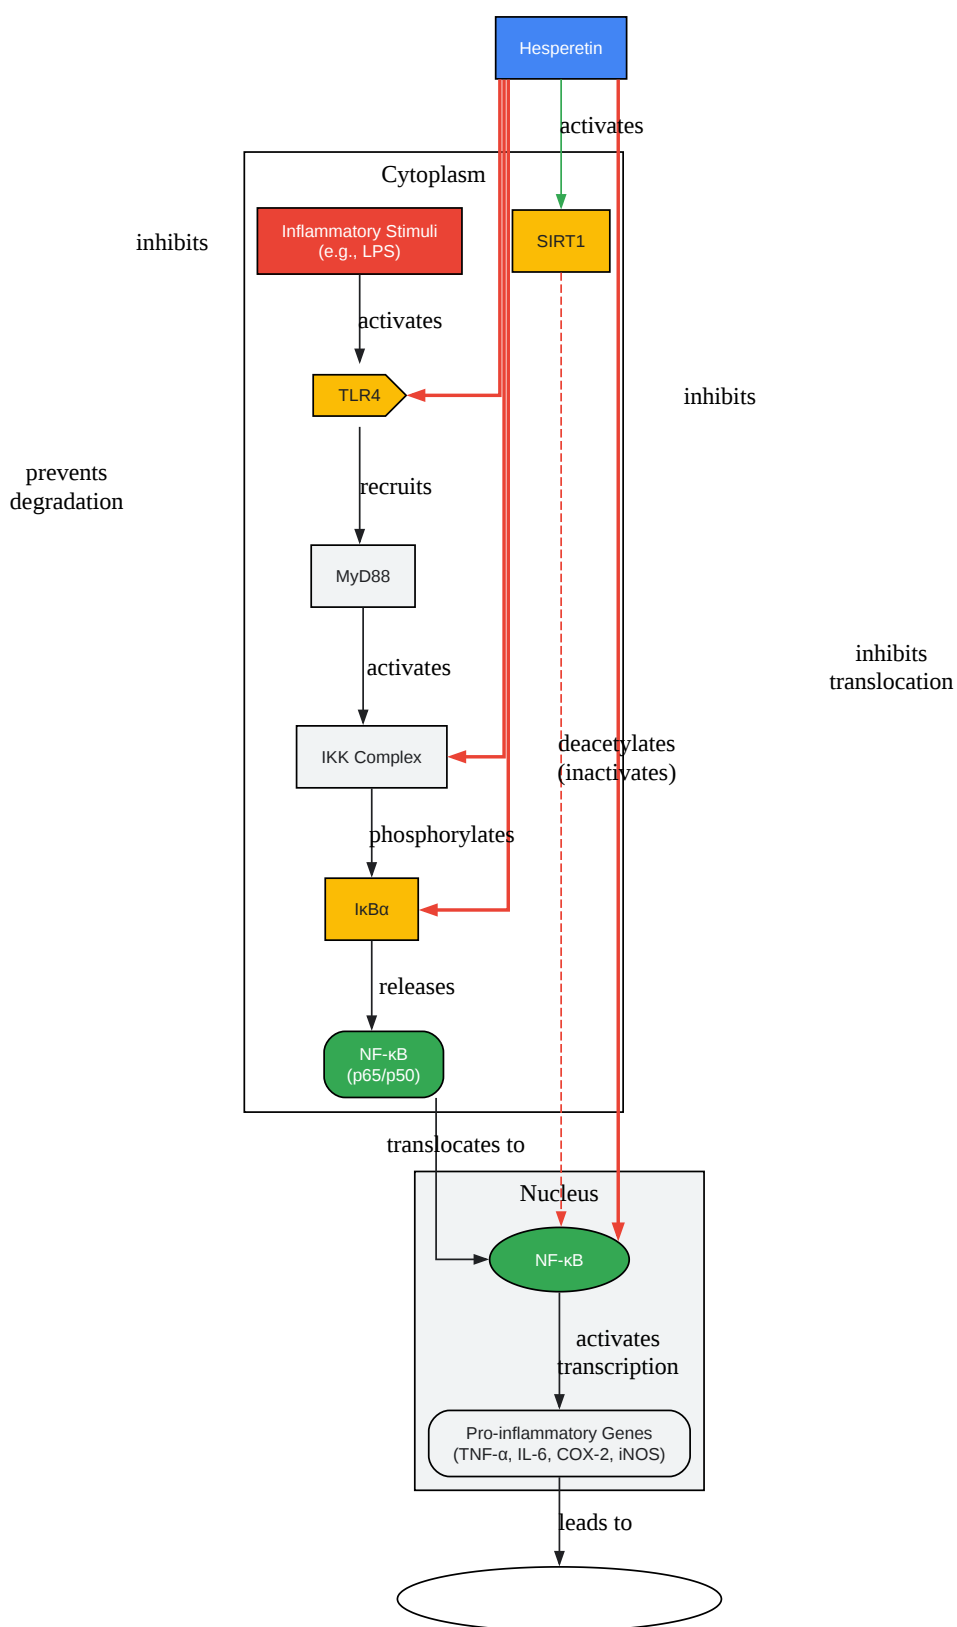 Hesperetin
activates
Cytoplasm
Inflammatory Stimuli
(e.g., LPS)
SIRT1
inhibits
activates
TLR4
inhibits
prevents
degradation
recruits
MyD88
inhibits
translocation
activates
deacetylates
(inactivates)
IKK Complex
phosphorylates
IκBα
releases
NF-κB
(p65/p50)
translocates to
Nucleus
NF-κB
activates
transcription
Pro-inflammatory Genes
(TNF-α, IL-6, COX-2, iNOS)
leads to